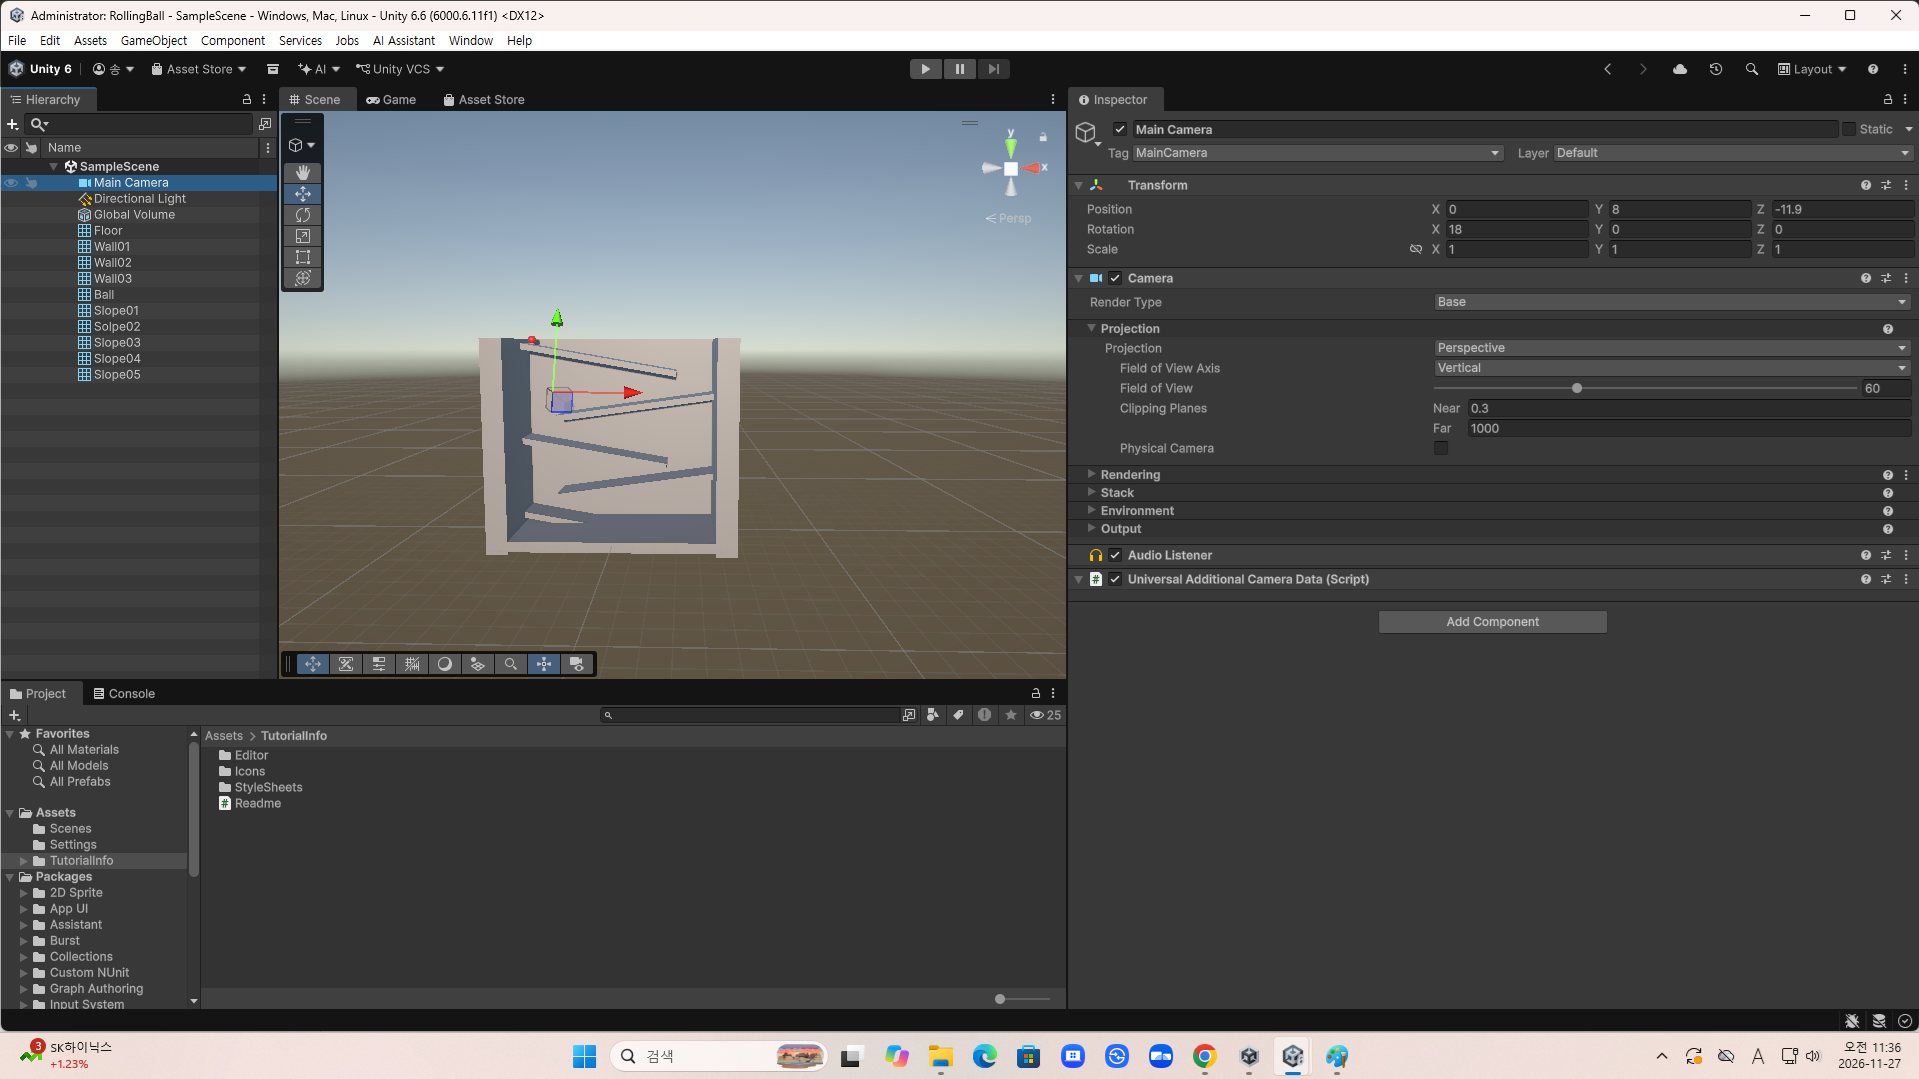 Administrator: RollingBall - SampleScene - Windows, Mac, Linux - Unity 6.6 (6000.6.11f1) <DX12>
File Edit Assets GameObject Component Services Jobs AI Assistant Window Help
Unity 6 송 Asset Store AI Unity VCS Layout
Hierarchy Scene Game Asset Store Inspector
Name
SampleScene
Main Camera
Directional Light
Global Volume
Floor
Wall01
Wall02
Wall03
Ball
Slope01
Solpe02
Slope03
Slope04
Slope05
y
x
Persp
Main Camera Static
Tag MainCamera Layer Default
Transform
Position X 0 Y 8 Z -11.9
Rotation X 18 Y 0 Z 0
Scale X 1 Y 1 Z 1
Camera
Render Type Base
Projection
Projection Perspective
Field of View Axis Vertical
Field of View 60
Clipping Planes Near 0.3
Far 1000
Physical Camera
Rendering
Stack
Environment
Output
Audio Listener
Universal Additional Camera Data (Script)
Add Component
Project Console
25
Favorites
All Materials
All Models
All Prefabs
Assets
Scenes
Settings
TutorialInfo
Packages
2D Sprite
App UI
Assistant
Burst
Collections
Custom NUnit
Graph Authoring
Input System
Assets > TutorialInfo
Editor
Icons
StyleSheets
Readme
3
SK하이닉스
+1.23%
검색
A
오전 11:36
2026-11-27